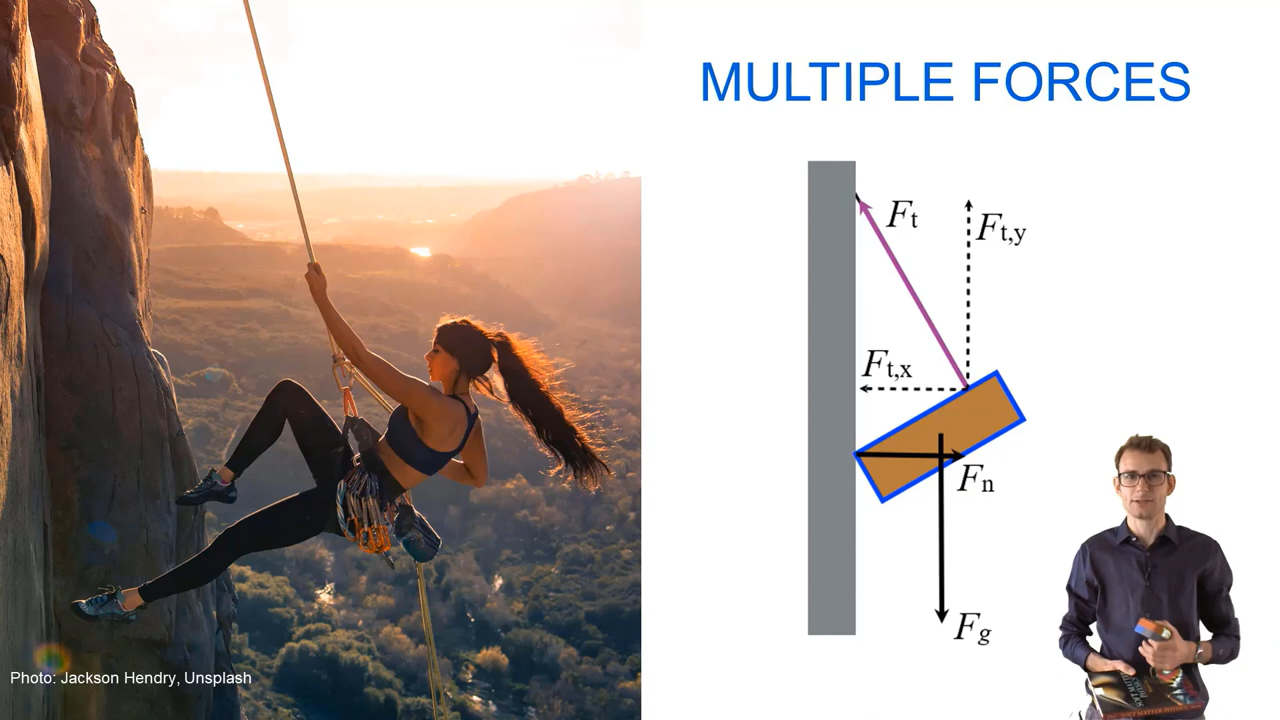 MULTIPLE FORCES
Ft
Ft,y
Ft,x
Fn
Fg
Photo: Jackson Hendry, Unsplash